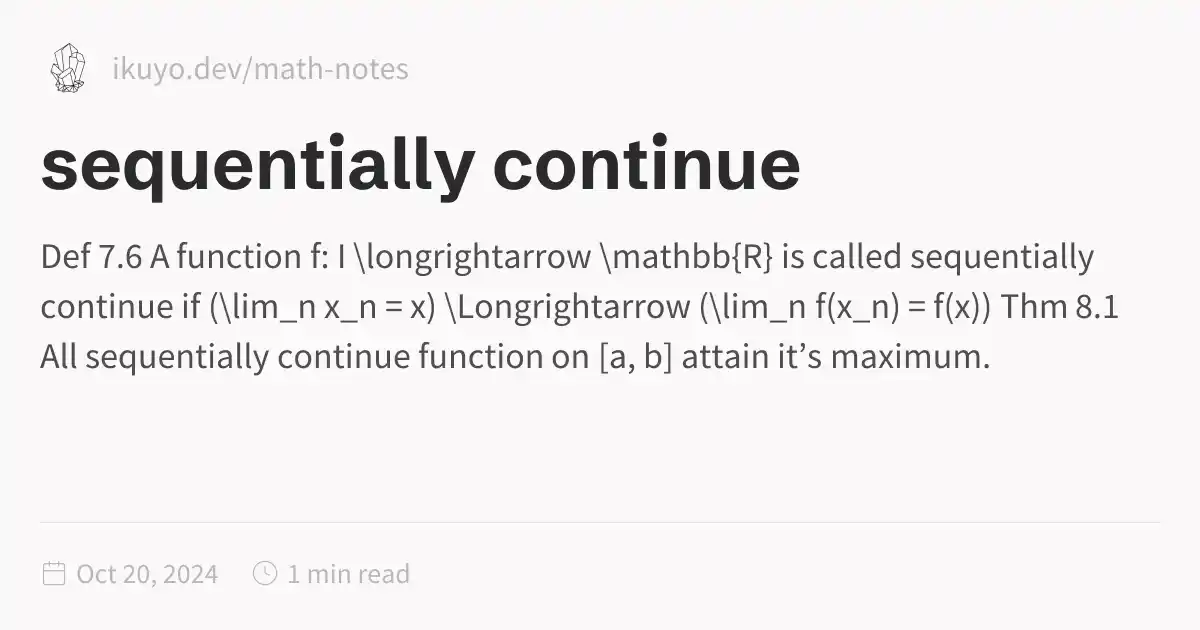 ikuyo.dev/math-notes
sequentially continue
Def 7.6 A function f: I \longrightarrow \mathbb{R} is called sequentially
continue if (\lim_n x_n = x) \Longrightarrow (\lim_n f(x_n) = f(x)) Thm 8.1
All sequentially continue function on [a, b] attain it’s maximum.
Oct 20, 2024 1 min read